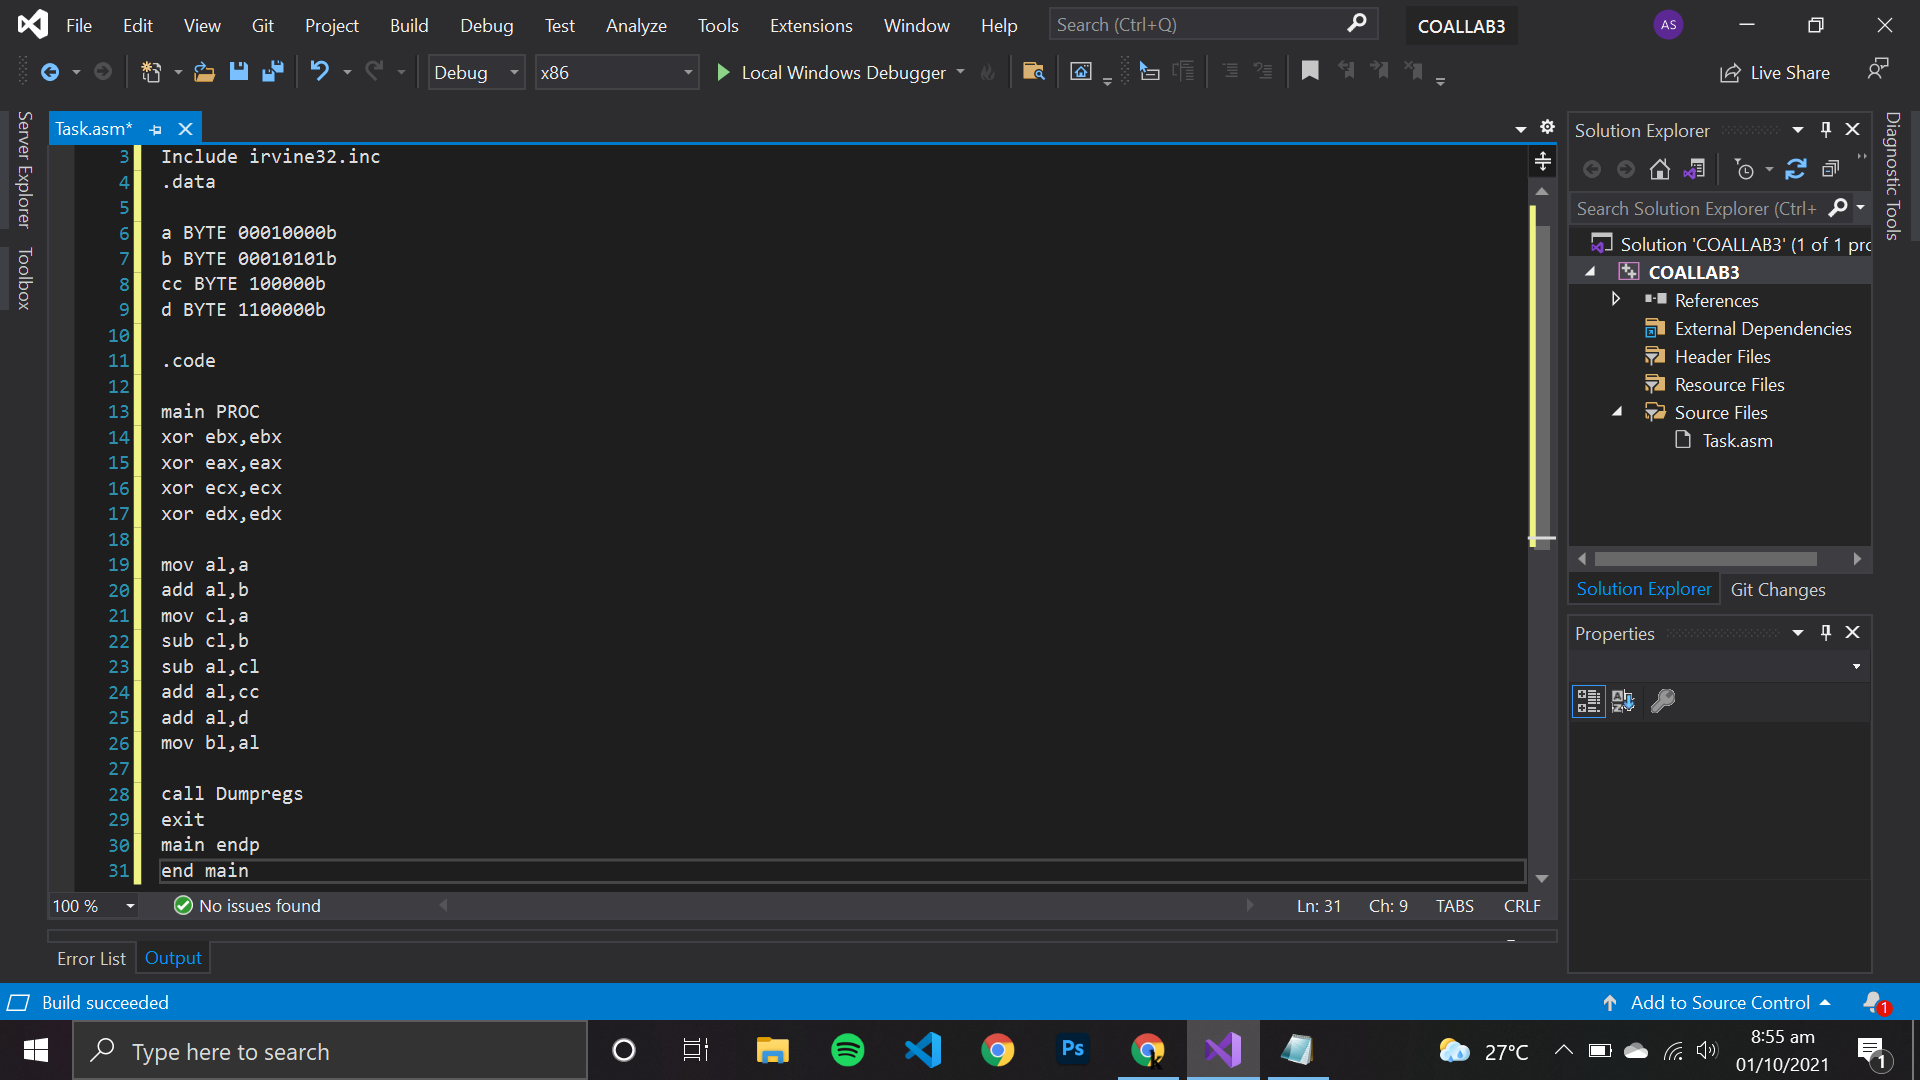 File Edit View Git Project Build Debug Test Analyze Tools Extensions Window Help Search (Ctrl+Q) COALLAB3 AS
Debug x86 Local Windows Debugger Live Share
Server Explorer
Toolbox
Task.asm*
3 Include irvine32.inc
4 .data
5
6 a BYTE 00010000b
7 b BYTE 00010101b
8 cc BYTE 100000b
9 d BYTE 1100000b
10
11 .code
12
13 main PROC
14 xor ebx,ebx
15 xor eax,eax
16 xor ecx,ecx
17 xor edx,edx
18
19 mov al,a
20 add al,b
21 mov cl,a
22 sub cl,b
23 sub al,cl
24 add al,cc
25 add al,d
26 mov bl,al
27
28 call Dumpregs
29 exit
30 main endp
31 end main
100 % No issues found Ln: 31 Ch: 9 TABS CRLF
Error List Output
Solution Explorer
Search Solution Explorer (Ctrl+
Solution 'COALLAB3' (1 of 1 pro
COALLAB3
References
External Dependencies
Header Files
Resource Files
Source Files
Task.asm
Solution Explorer Git Changes
Properties
Diagnostic Tools
Build succeeded Add to Source Control 1
Type here to search Ps 27°C 8:55 am
01/10/2021 1